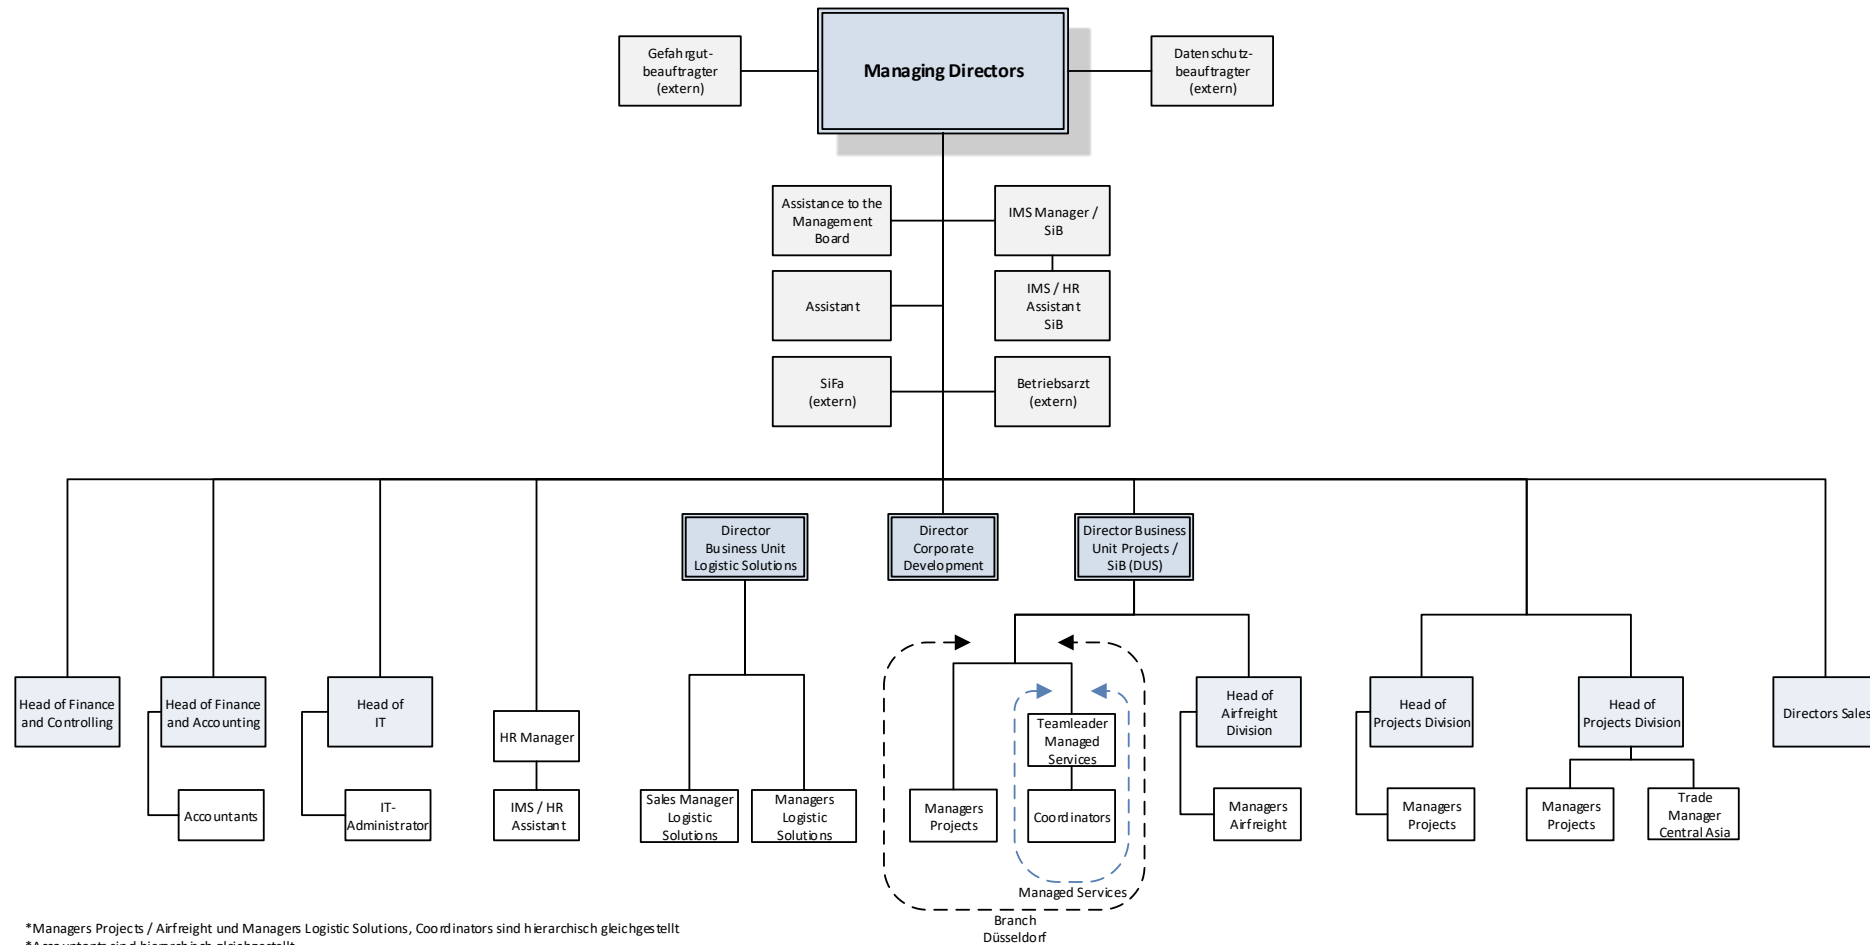 Gefahrgut-
beauftragter
(extern)
Managing Directors
Datenschutz-
beauftragter
(extern)
Assistance to the
Management
Board
IMS Manager /
SiB
Assistant
IMS / HR
Assistant
SiB
SiFa
(extern)
Betriebsarzt
(extern)
Director
Business Unit
Logistic Solutions
Director
Corporate
Development
Director Business
Unit Projects /
SiB (DUS)
Head of Finance
and Controlling
Head of Finance
and Accounting
Head of
IT
HR Manager
Teamleader
Managed
Services
Head of
Airfreight
Division
Head of
Projects Division
Head of
Projects Division
Directors Sales
Accountants
IT-
Administrator
IMS / HR
Assistant
Sales Manager
Logistic
Solutions
Managers
Logistic
Solutions
Managers
Projects
Coordinators
Managers
Airfreight
Managers
Projects
Managers
Projects
Trade
Manager
Central Asia
Managed Services
Branch
Düsseldorf
*Managers Projects / Airfreight und Managers Logistic Solutions, Coordinators sind hierarchisch gleichgestellt
*Accountants sind hierarchisch gleichgestellt